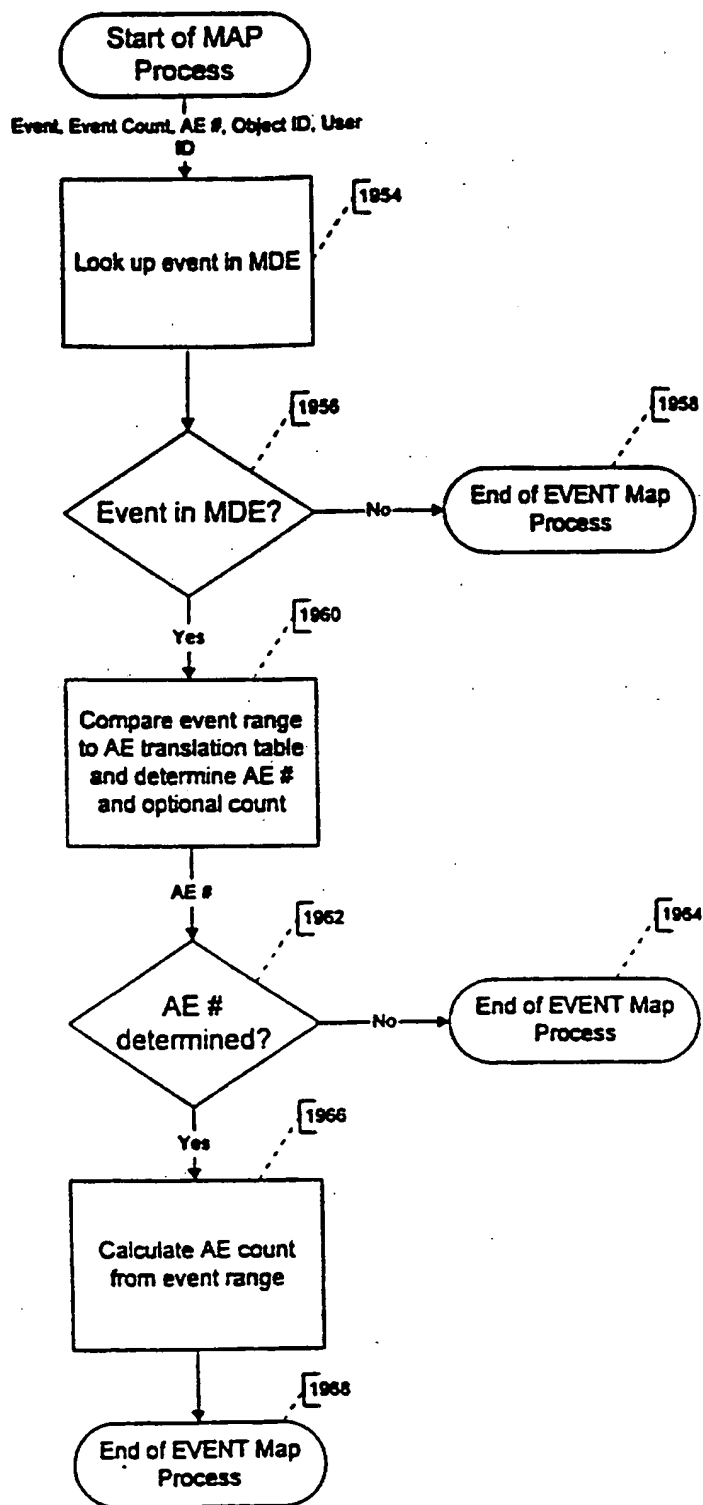 Start of MAP
Process
Event, Event Count, AE #, Object ID, User
ID
1954
Look up event in MDE
1956
1958
Event in MDE?
No
End of EVENT Map
Process
Yes
1960
Compare event range
to AE translation table
and determine AE #
and optional count
AE #
1962
1964
AE #
determined?
No
End of EVENT Map
Process
Yes
1966
Calculate AE count
from event range
1968
End of EVENT Map
Process